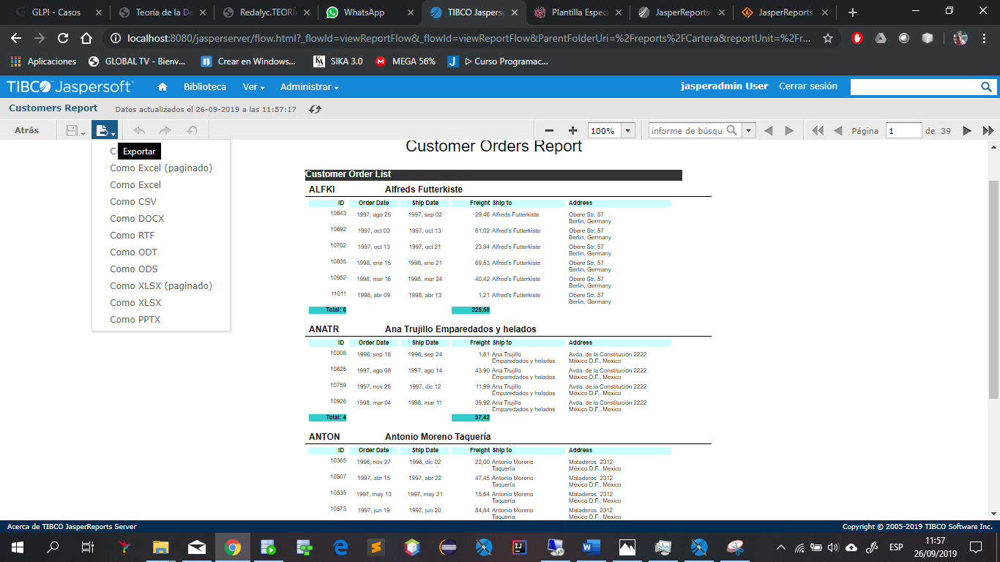 GLPI - Casos
Teoría de la De
Redalyc.TEORÍ
WhatsApp
TIBCO Jaspers
Plantilla Especi
JasperReports
JasperReports
localhost:8080/jasperserver/flow.html?_flowId=viewReportFlow&_flowId=viewReportFlow&ParentFolderUri=%2Freports%2FCartera&reportUnit=%2Fr...
Aplicaciones
GLOBAL TV - Bienv...
Crear en Windows...
SIKA 3.0
MEGA 56%
ᐅ Curso Programac...
TIBCO Jaspersoft
Biblioteca
Ver
Administrar
jasperadmin User
Cerrar sesión
Customers Report
Datos actualizados el 26-09-2019 a las 11:57:17
Atrás
100%
informe de búsqu
Página
1
de 39
Exportar
Como Excel (paginado)
Como Excel
Como CSV
Como DOCX
Como RTF
Como ODT
Como ODS
Como XLSX (paginado)
Como XLSX
Como PPTX
Customer Orders Report
Customer Order List
ALFKI Alfreds Futterkiste
ID Order Date Ship Date Freight Ship to Address
10643 1997, ago 25 1997, sep 02 29,46 Alfreds Futterkiste Obere Str. 57
Berlin, Germany
10692 1997, oct 03 1997, oct 13 61,02 Alfred's Futterkiste Obere Str. 57
Berlin, Germany
10702 1997, oct 13 1997, oct 21 23,94 Alfred's Futterkiste Obere Str. 57
Berlin, Germany
10835 1998, ene 15 1998, ene 21 69,53 Alfred's Futterkiste Obere Str. 57
Berlin, Germany
10952 1998, mar 16 1998, mar 24 40,42 Alfred's Futterkiste Obere Str. 57
Berlin, Germany
11011 1998, abr 09 1998, abr 13 1,21 Alfred's Futterkiste Obere Str. 57
Berlin, Germany
Total: 6 225,58
ANATR Ana Trujillo Emparedados y helados
ID Order Date Ship Date Freight Ship to Address
10308 1996, sep 18 1996, sep 24 1,61 Ana Trujillo Avda. de la Constitución 2222
Emparedados y helados México D.F., Mexico
10625 1997, ago 08 1997, ago 14 43,90 Ana Trujillo Avda. de la Constitución 2222
Emparedados y helados México D.F., Mexico
10759 1997, nov 28 1997, dic 12 11,99 Ana Trujillo Avda. de la Constitución 2222
Emparedados y helados México D.F., Mexico
10926 1998, mar 04 1998, mar 11 39,92 Ana Trujillo Avda. de la Constitución 2222
Emparedados y helados México D.F., Mexico
Total: 4 97,42
ANTON Antonio Moreno Taquería
ID Order Date Ship Date Freight Ship to Address
10365 1996, nov 27 1996, dic 02 22,00 Antonio Moreno Mataderos 2312
Taquería México D.F., Mexico
10507 1997, abr 15 1997, abr 22 47,45 Antonio Moreno Mataderos 2312
Taquería México D.F., Mexico
10535 1997, may 13 1997, may 21 15,64 Antonio Moreno Mataderos 2312
Taquería México D.F., Mexico
10573 1997, jun 19 1997, jun 20 84,84 Antonio Moreno Mataderos 2312
Taquería México D.F., Mexico
Acerca de TIBCO JasperReports Server
Copyright © 2005-2019 TIBCO Software Inc.
ESP
11:57
26/09/2019